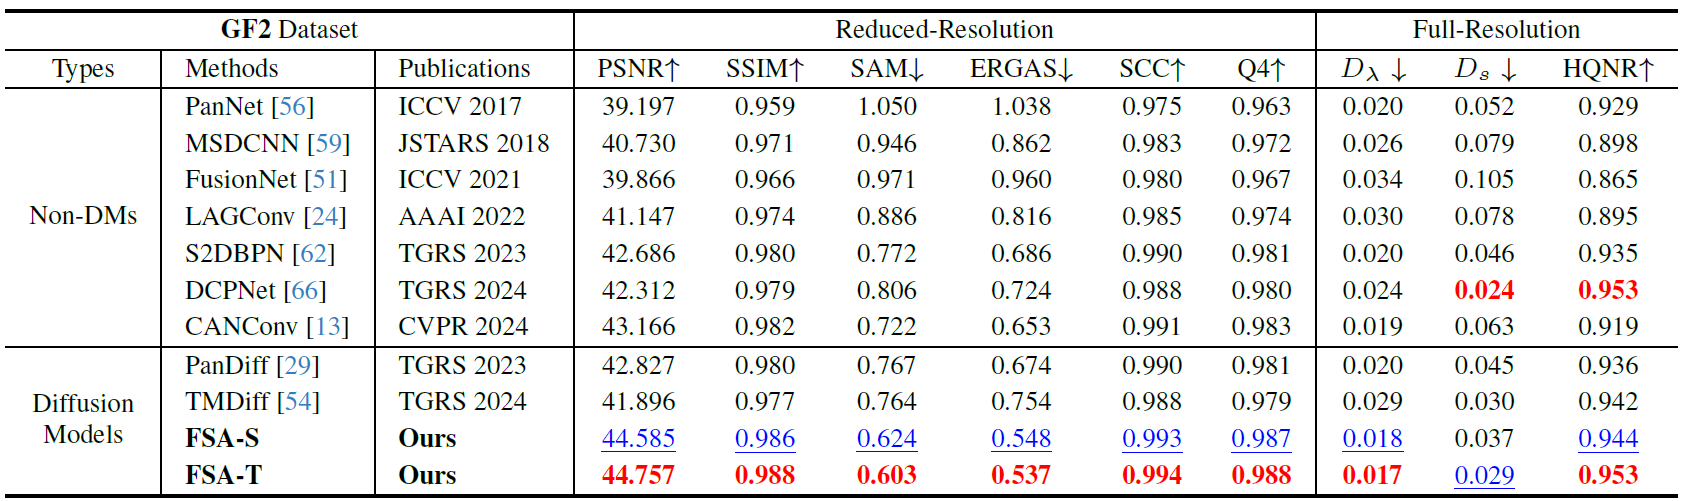 GF2 Dataset Reduced-Resolution Full-Resolution
Types Methods Publications PSNR↑ SSIM↑ SAM↓ ERGAS↓ SCC↑ Q4↑ Dλ ↓ Ds ↓ HQNR↑
PanNet [56] ICCV 2017 39.197 0.959 1.050 1.038 0.975 0.963 0.020 0.052 0.929
MSDCNN [59] JSTARS 2018 40.730 0.971 0.946 0.862 0.983 0.972 0.026 0.079 0.898
FusionNet [51] ICCV 2021 39.866 0.966 0.971 0.960 0.980 0.967 0.034 0.105 0.865
Non-DMs LAGConv [24] AAAI 2022 41.147 0.974 0.886 0.816 0.985 0.974 0.030 0.078 0.895
S2DBPN [62] TGRS 2023 42.686 0.980 0.772 0.686 0.990 0.981 0.020 0.046 0.935
DCPNet [66] TGRS 2024 42.312 0.979 0.806 0.724 0.988 0.980 0.024 0.024 0.953
CANConv [13] CVPR 2024 43.166 0.982 0.722 0.653 0.991 0.983 0.019 0.063 0.919
PanDiff [29] TGRS 2023 42.827 0.980 0.767 0.674 0.990 0.981 0.020 0.045 0.936
Diffusion TMDiff [54] TGRS 2024 41.896 0.977 0.764 0.754 0.988 0.979 0.029 0.030 0.942
Models FSA-S Ours 44.585 0.986 0.624 0.548 0.993 0.987 0.018 0.037 0.944
FSA-T Ours 44.757 0.988 0.603 0.537 0.994 0.988 0.017 0.029 0.953